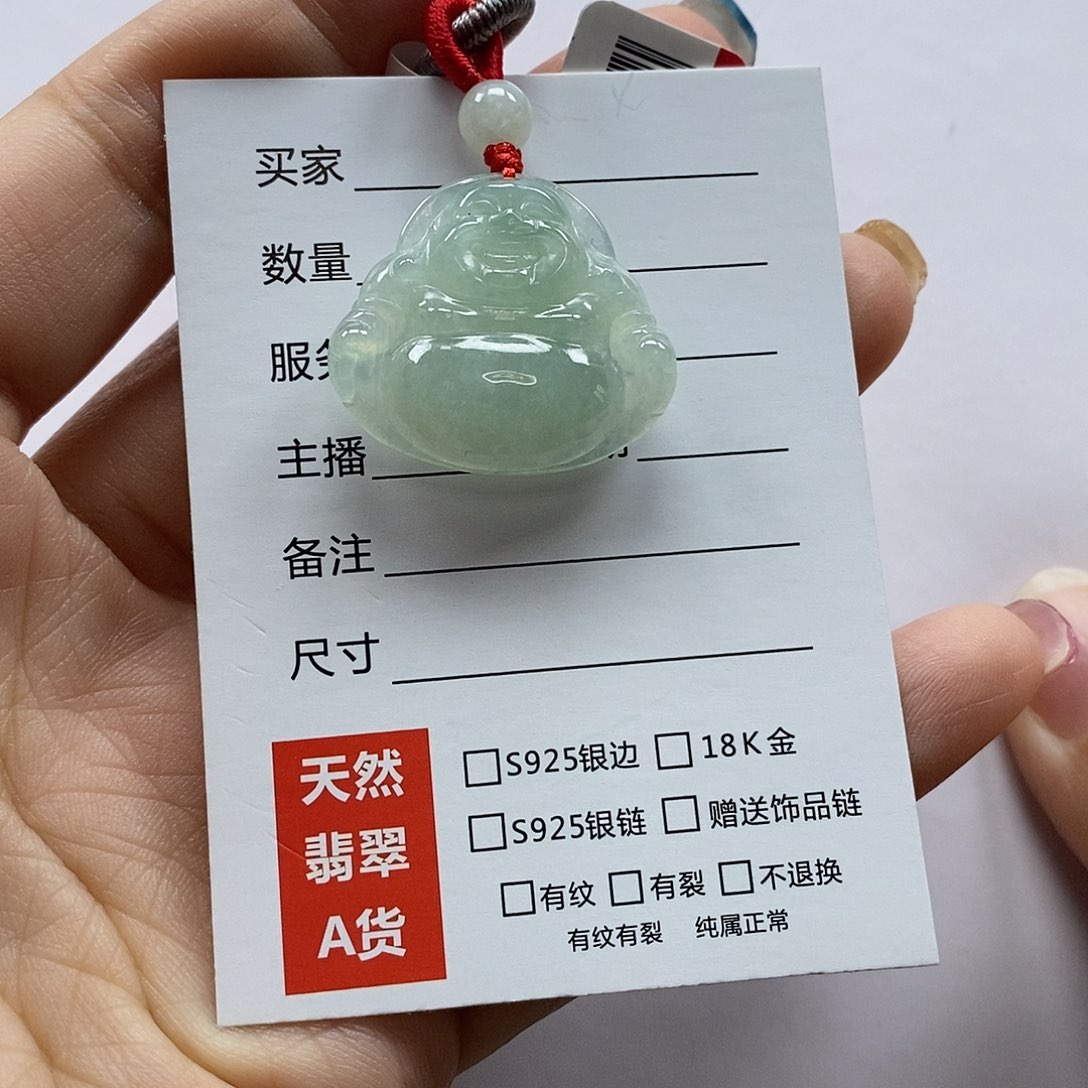 买家
数量
服
主播
备注
尺寸
天然
翡翠
A货
□S925银边 □18K金
□S925银链 □赠送饰品链
□有纹 □有裂 □不退换
有纹有裂 纯属正常